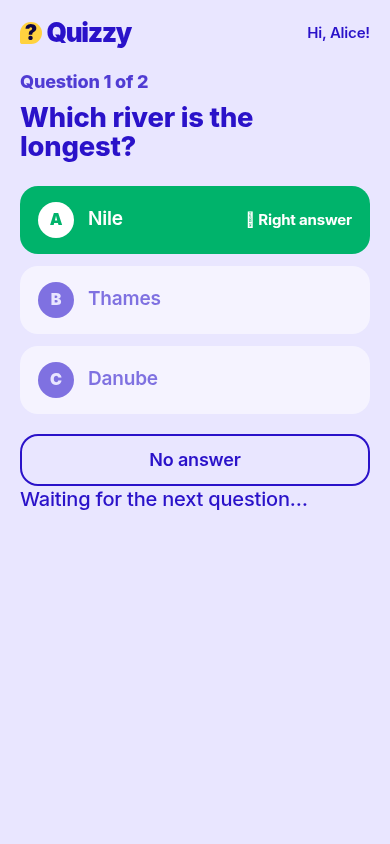 ? Quizzy
Hi, Alice!
Question 1 of 2
Which river is the
longest?
A Nile Right answer
B Thames
C Danube
No answer
Waiting for the next question...